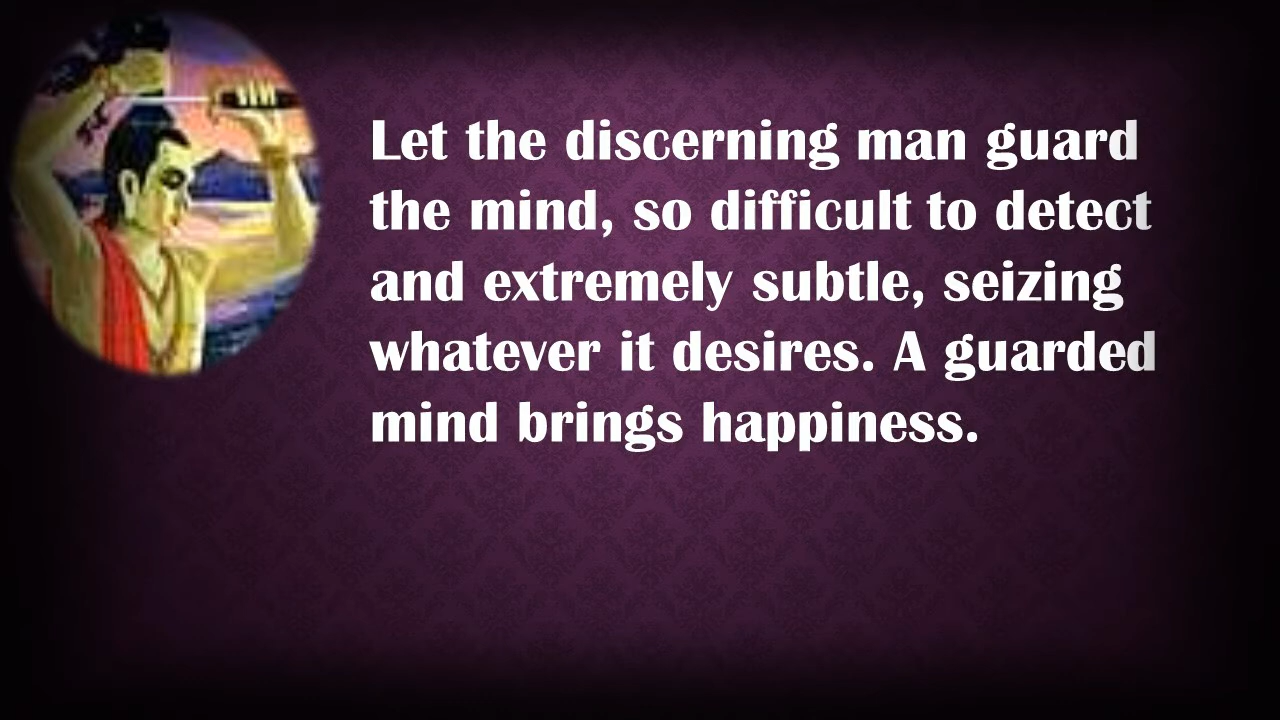 Let the discerning man guard
the mind, so difficult to detect
and extremely subtle, seizing
whatever it desires. A guarded
mind brings happiness.